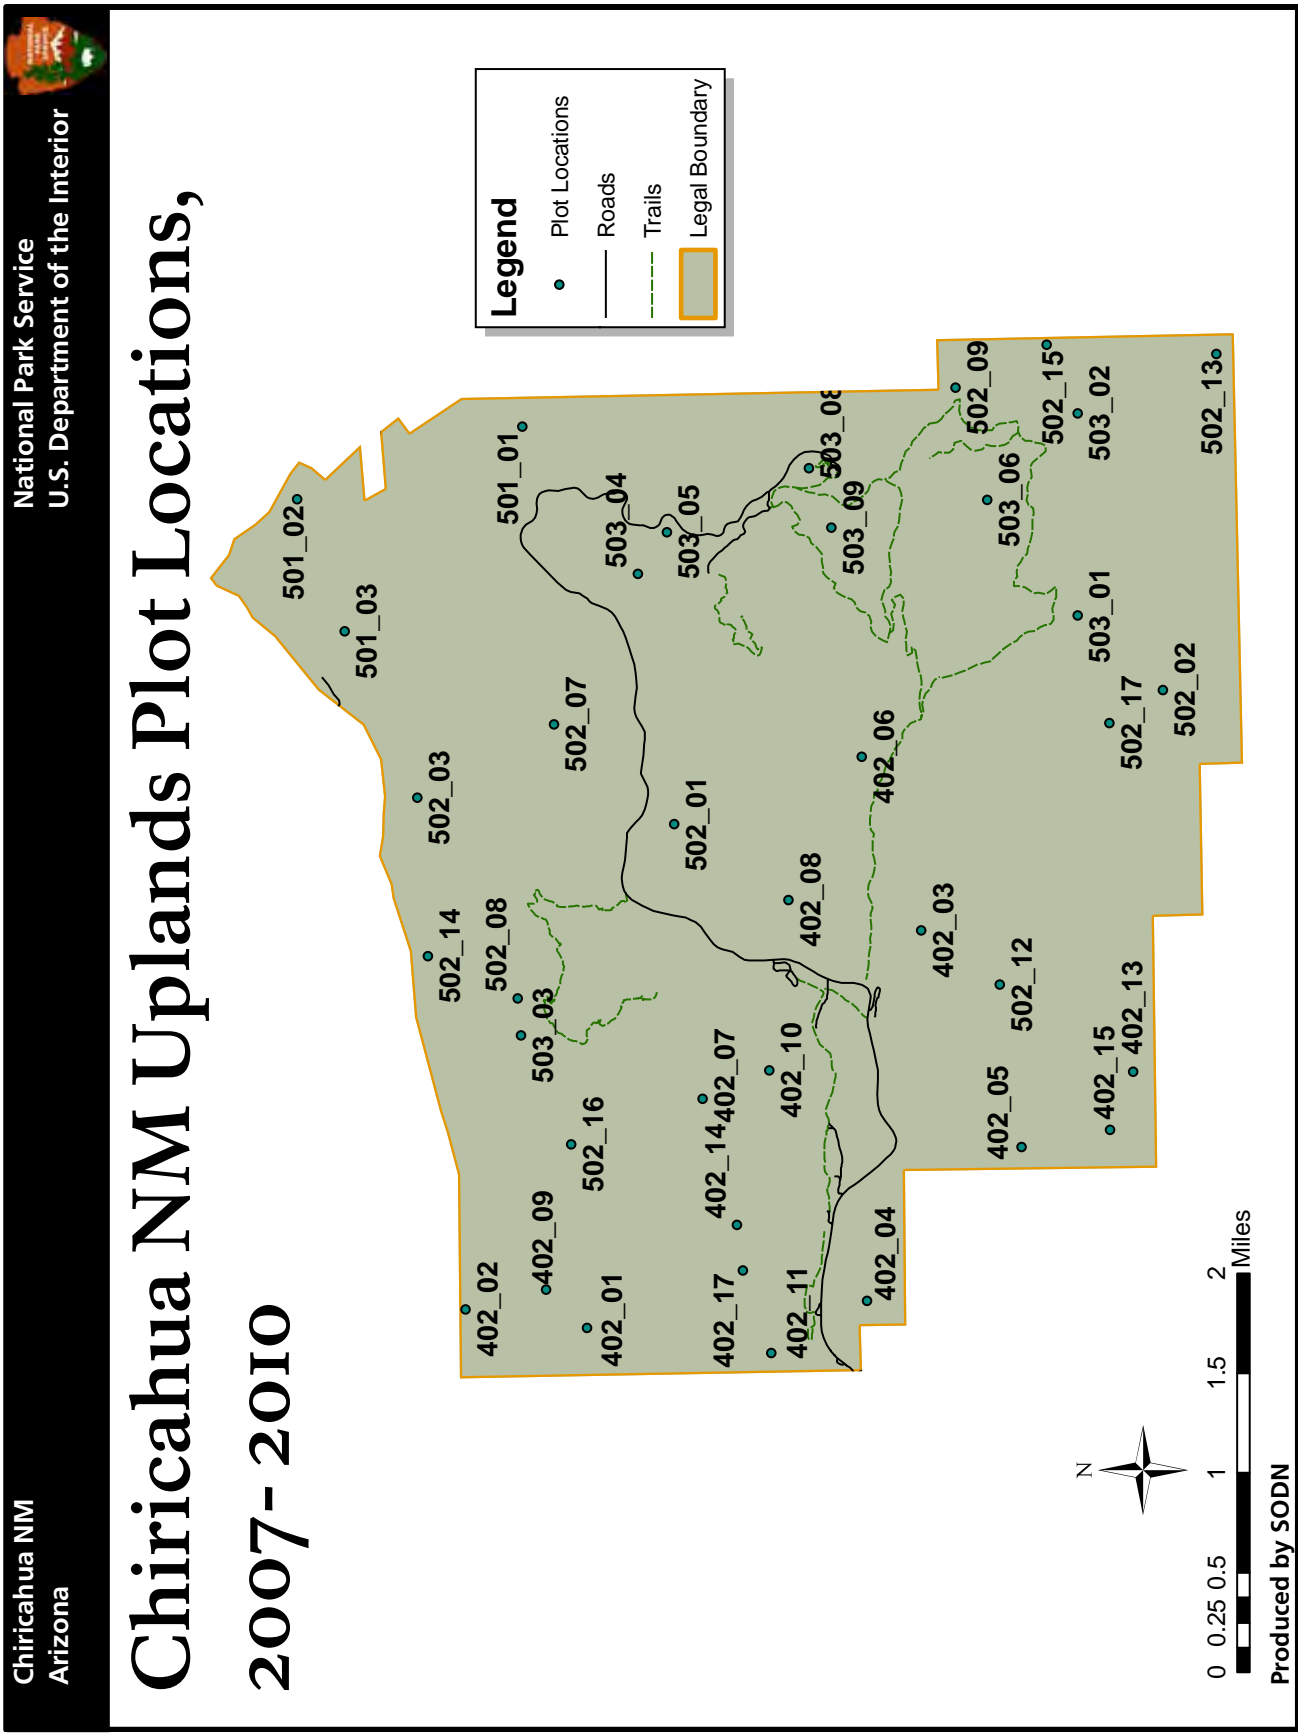 Chiricahua NM
Arizona
National Park Service
U.S. Department of the Interior
NATIONAL
PARK
SERVICE
Chiricahua NM Uplands Plot Locations,
2007- 2010
Legend
Plot Locations
Roads
Trails
Legal Boundary
501_02
501_03
502_03
502_14
502_08
501_01
503_03
402_02
402_09
502_07
502_16
402_01
503_04
503_05
502_01
402_07
402_14
402_17
402_10
402_11
402_08
503_08
503_09
402_06
402_04
402_03
502_09
503_06
502_12
402_05
502_15
503_02
503_01
402_15
402_13
502_17
502_02
502_13
N
0 0.25 0.5 1 1.5 2
Miles
Produced by SODN